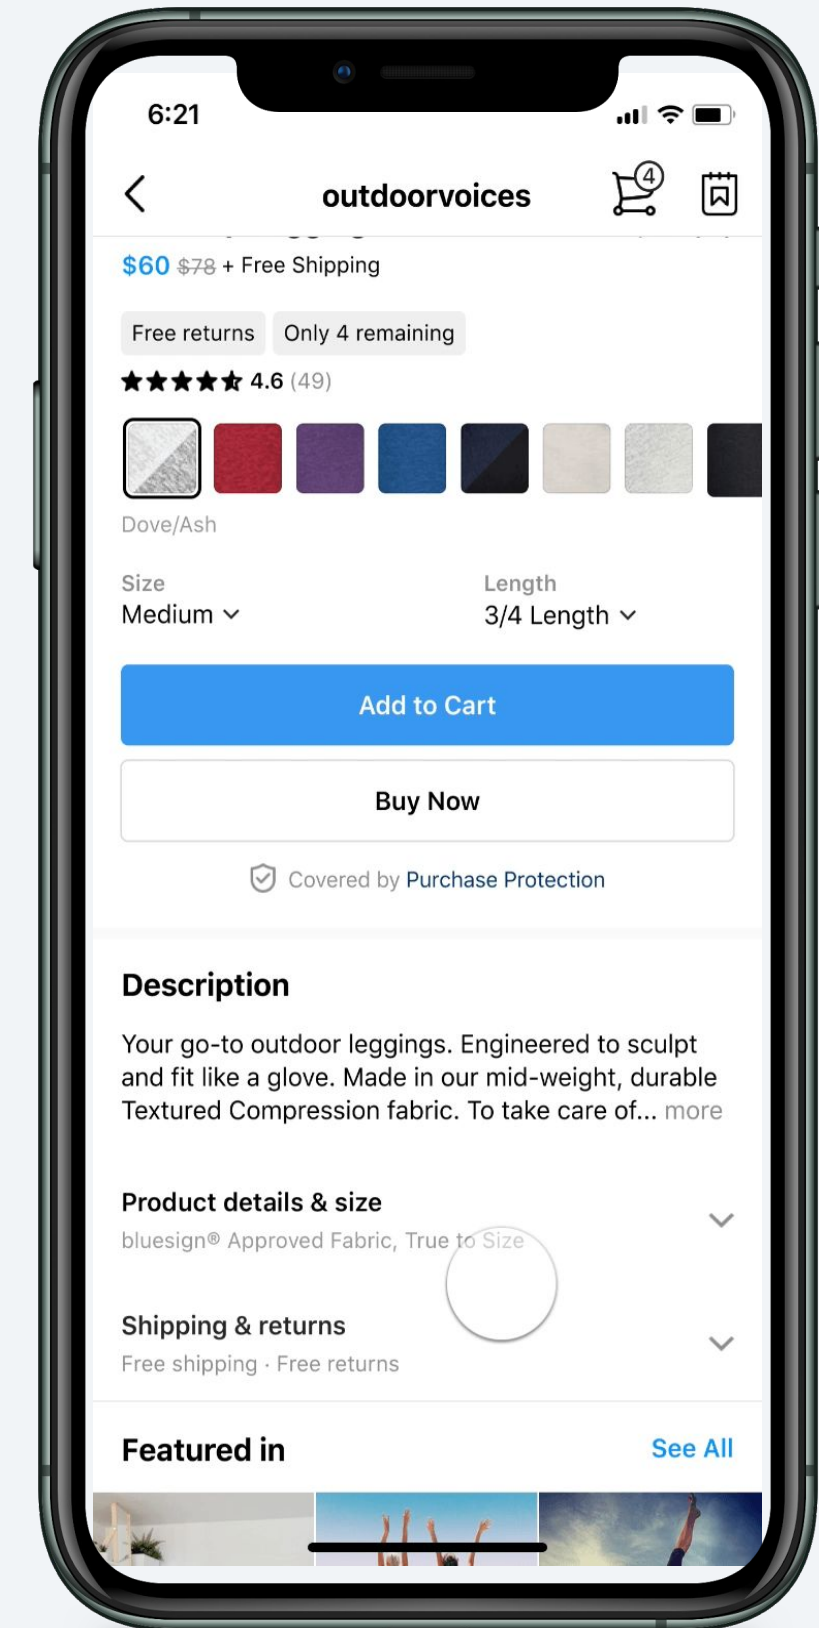 6:21
outdoorvoices
4
$60 $78 + Free Shipping
Free returns
Only 4 remaining
4.6 (49)
Dove/Ash
Size
Length
Medium
3/4 Length
Add to Cart
Buy Now
Covered by Purchase Protection
Description
Your go-to outdoor leggings. Engineered to sculpt
and fit like a glove. Made in our mid-weight, durable
Textured Compression fabric. To take care of... more
Product details & size
bluesign® Approved Fabric, True to Size
Shipping & returns
Free shipping · Free returns
Featured in
See All